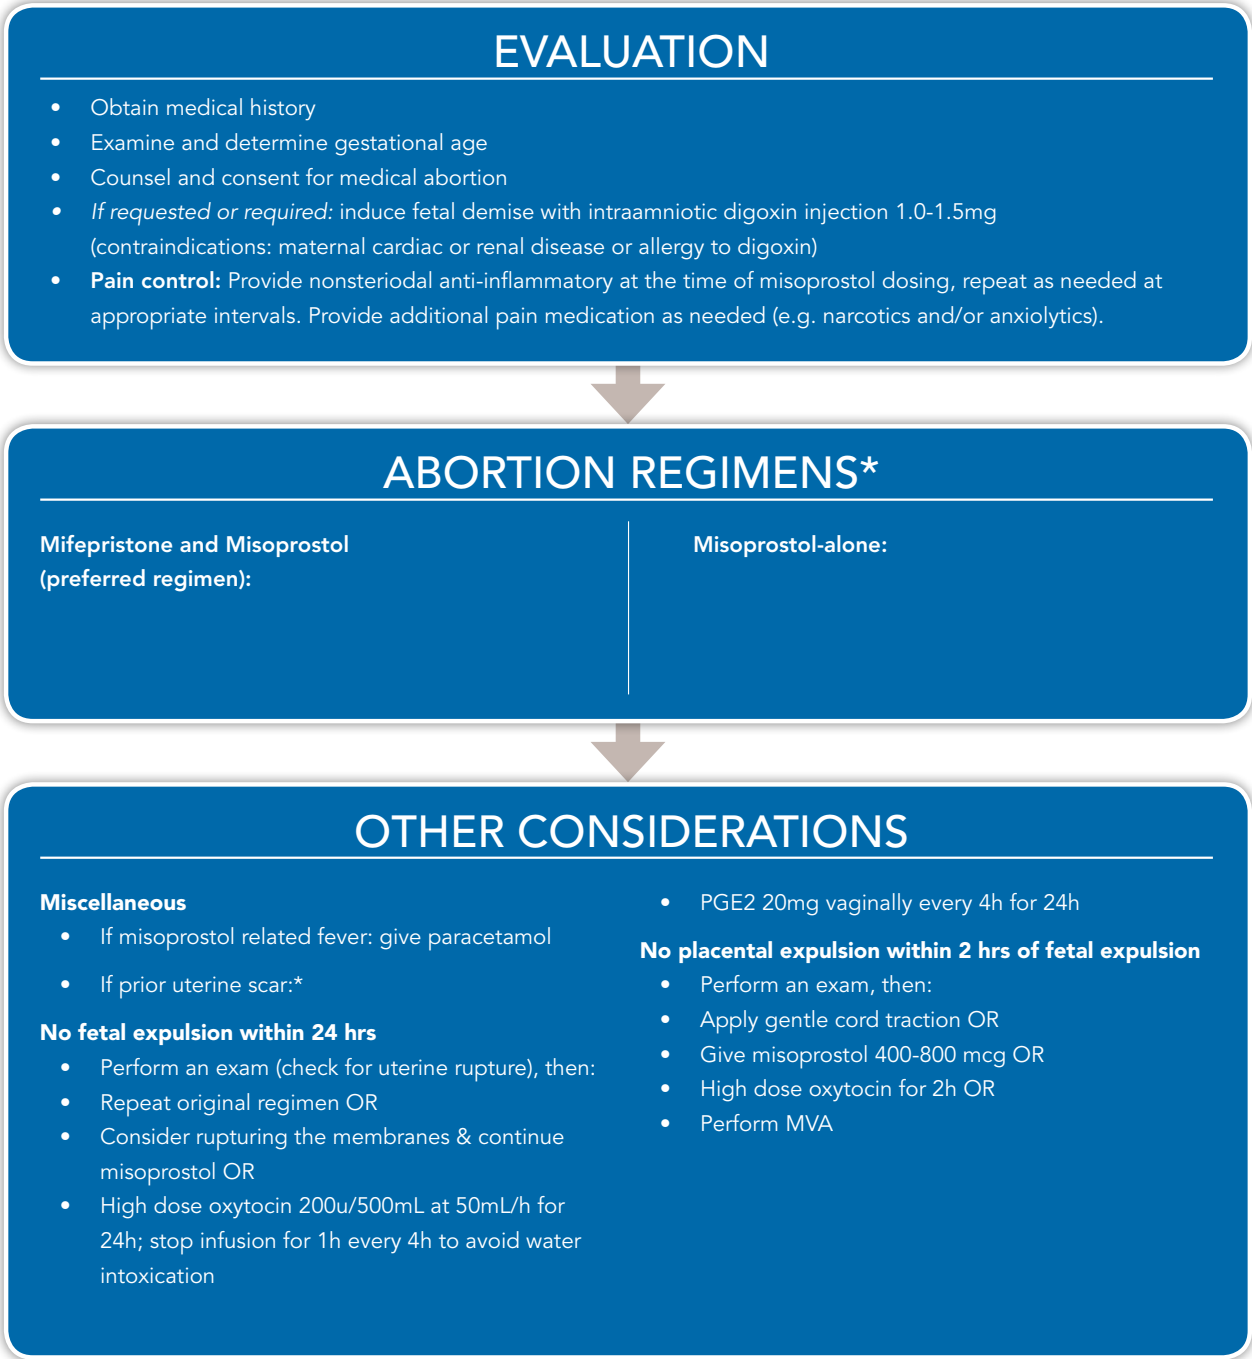 EVALUATION
• Obtain medical history
• Examine and determine gestational age
• Counsel and consent for medical abortion
• If requested or required: induce fetal demise with intraamniotic digoxin injection 1.0-1.5mg
(contraindications: maternal cardiac or renal disease or allergy to digoxin)
• Pain control: Provide nonsteriodal anti-inflammatory at the time of misoprostol dosing, repeat as needed at
appropriate intervals. Provide additional pain medication as needed (e.g. narcotics and/or anxiolytics).
ABORTION REGIMENS*
Mifepristone and Misoprostol
(preferred regimen):
Misoprostol-alone:
OTHER CONSIDERATIONS
Miscellaneous
• If misoprostol related fever: give paracetamol
• If prior uterine scar:*
No fetal expulsion within 24 hrs
• Perform an exam (check for uterine rupture), then:
• Repeat original regimen OR
• Consider rupturing the membranes & continue
misoprostol OR
• High dose oxytocin 200u/500mL at 50mL/h for
24h; stop infusion for 1h every 4h to avoid water
intoxication
• PGE2 20mg vaginally every 4h for 24h
No placental expulsion within 2 hrs of fetal expulsion
• Perform an exam, then:
• Apply gentle cord traction OR
• Give misoprostol 400-800 mcg OR
• High dose oxytocin for 2h OR
• Perform MVA